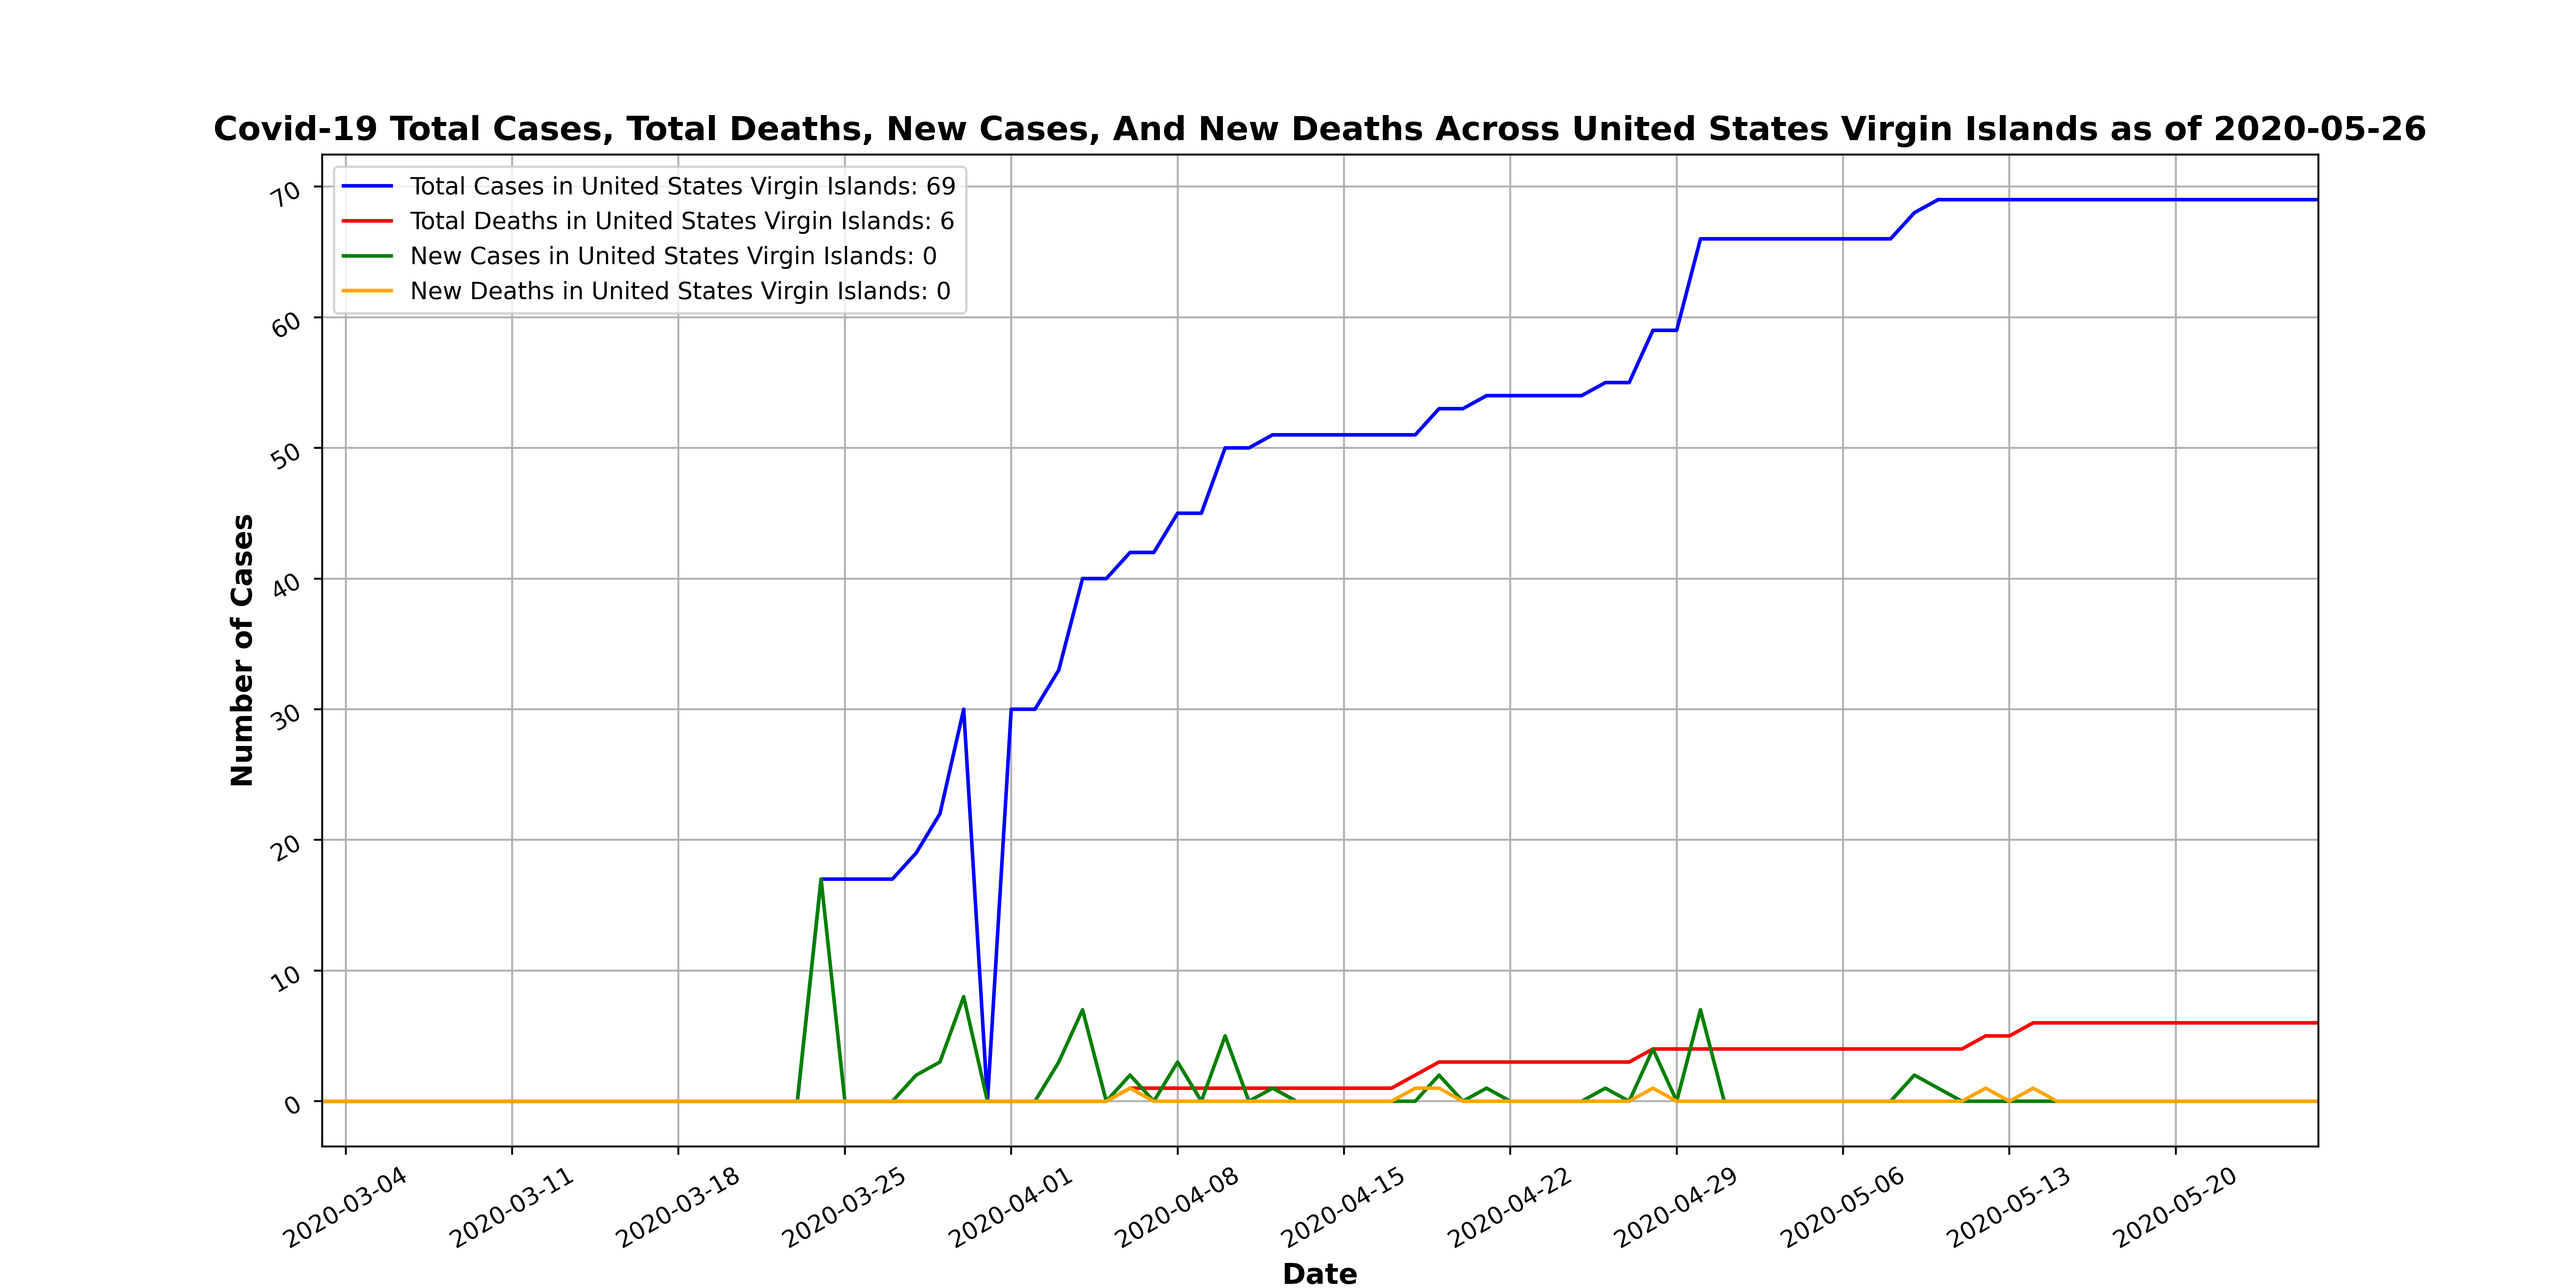 Covid-19 Total Cases, Total Deaths, New Cases, And New Deaths Across United States Virgin Islands as of 2020-05-26
Total Cases in United States Virgin Islands: 69
Total Deaths in United States Virgin Islands: 6
New Cases in United States Virgin Islands: 0
New Deaths in United States Virgin Islands: 0
Number of Cases
70
60
50
40
30
20
10
0
2020-03-04
2020-03-11
2020-03-18
2020-03-25
2020-04-01
2020-04-08
2020-04-15
2020-04-22
2020-04-29
2020-05-06
2020-05-13
2020-05-20
Date